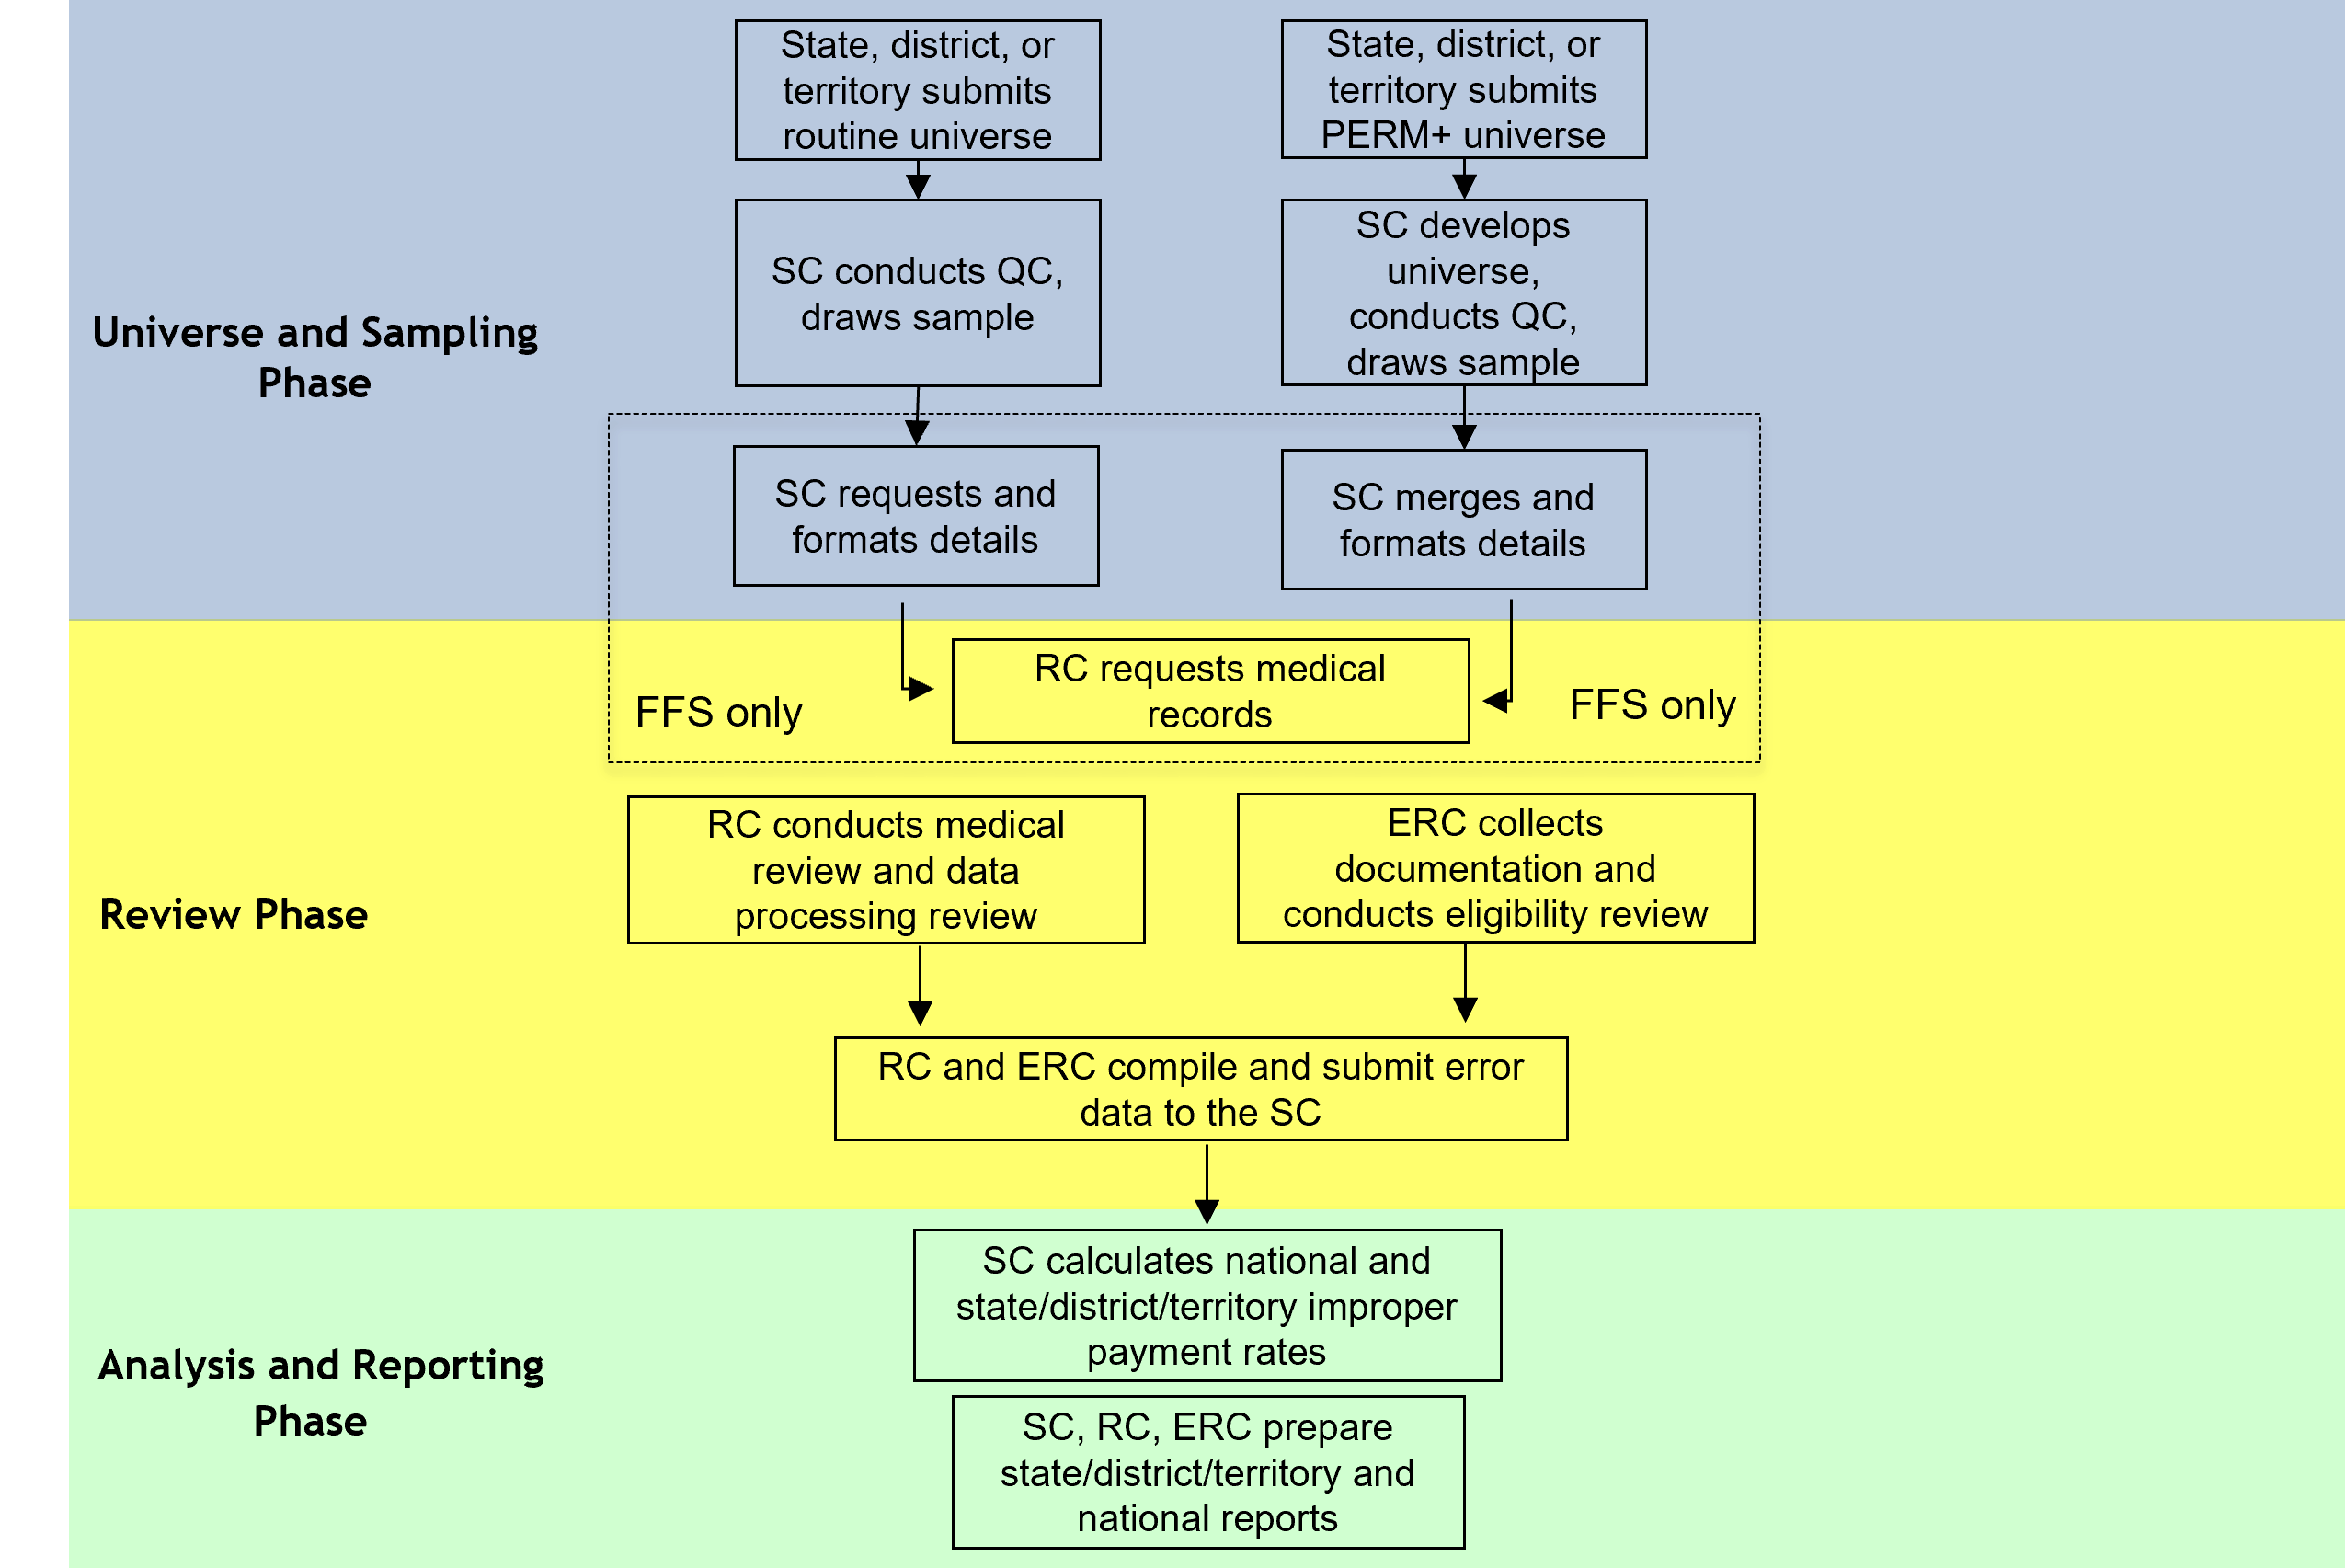 State, district, or
territory submits
routine universe
State, district, or
territory submits
PERM+ universe
Universe and Sampling
Phase
SC conducts QC,
draws sample
SC develops
universe,
conducts QC,
draws sample
SC requests and
formats details
SC merges and
formats details
RC requests medical
records
FFS only
FFS only
Review Phase
RC conducts medical
review and data
processing review
ERC collects
documentation and
conducts eligibility review
RC and ERC compile and submit error
data to the SC
Analysis and Reporting
Phase
SC calculates national and
state/district/territory improper
payment rates
SC, RC, ERC prepare
state/district/territory and
national reports